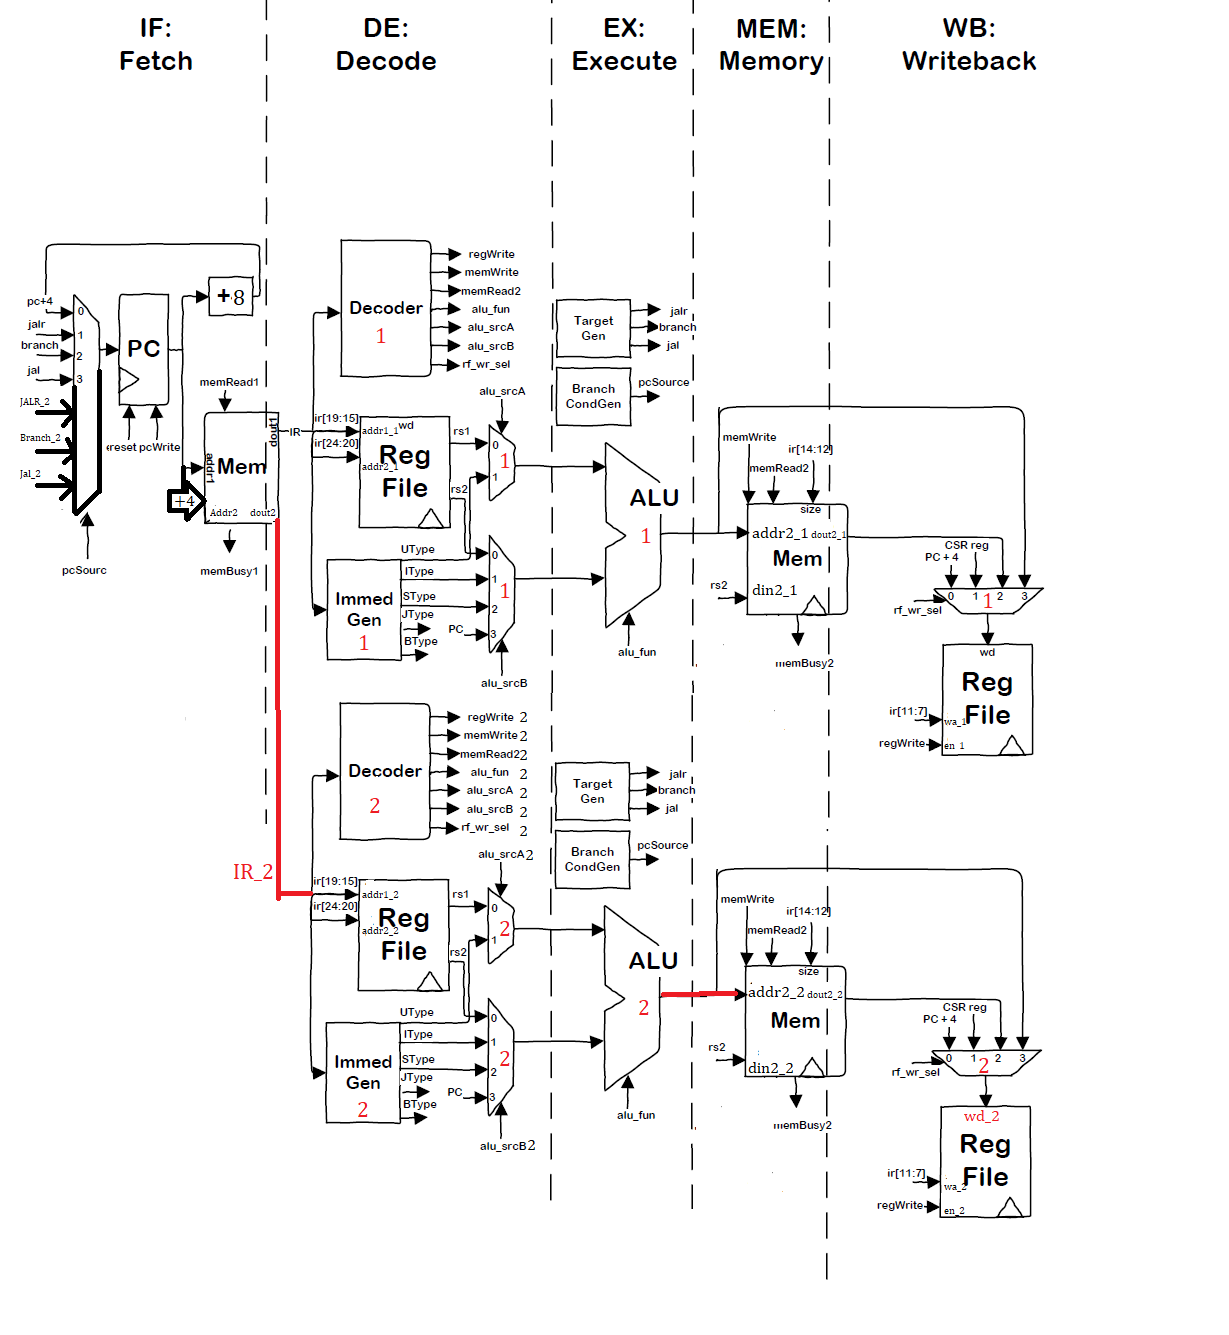 IF:
Fetch
DE:
Decode
EX:
Execute
MEM:
Memory
WB:
Writeback
pc+4
jalr
branch
jal
0
1
2
3
JALR_2
Branch_2
Jal_2
pcSourc
PC
reset pcWrite
+8
memRead1
addr1
dout1
Mem
+4
Addr2 dout2
memBusy1
IR
IR_2
Decoder
1
regWrite
memWrite
memRead2
alu_fun
alu_srcA
alu_srcB
rf_wr_sel
ir[19:15]
ir[24:20]
addr1_1 wd
addr2_1
Reg
File
rs1
rs2
alu_srcA
0
1
1
Immed
Gen
1
UType
IType
SType
JType
BType
PC
0
1
2
3
1
alu_srcB
Target
Gen
jalr
branch
jal
Branch
CondGen
pcSource
ALU
1
alu_fun
memWrite
memRead2
ir[14:12]
size
addr2_1 dout2_1
Mem
rs2
din2_1
memBusy2
CSR reg
PC + 4
0 1 2 3
1
rf_wr_sel
wd
Reg
File
ir[11:7]
wa_1
regWrite
en_1
Decoder
2
regWrite 2
memWrite 2
memRead2 2
alu_fun 2
alu_srcA 2
alu_srcB 2
rf_wr_sel 2
ir[19:15]
ir[24:20]
addr1_2
addr2_2
Reg
File
rs1
rs2
alu_srcA 2
0
1
2
Immed
Gen
2
UType
IType
SType
JType
BType
PC
0
1
2
3
2
alu_srcB 2
Target
Gen
jalr
branch
jal
Branch
CondGen
pcSource
ALU
2
alu_fun
memWrite
memRead2
ir[14:12]
size
addr2_2 dout2_2
Mem
rs2
din2_2
memBusy2
CSR reg
PC + 4
0 1 2 3
2
rf_wr_sel
wd_2
Reg
File
ir[11:7]
wa_2
regWrite
en_2